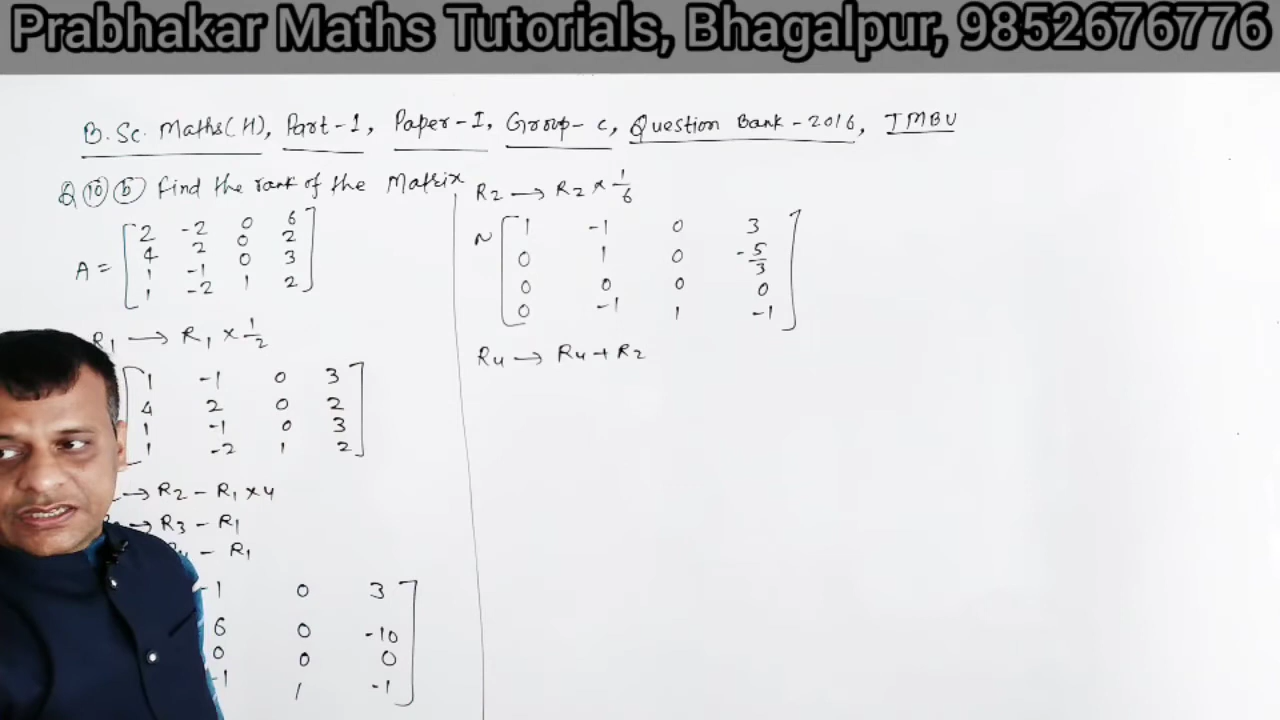 Prabhakar Maths Tutorials, Bhagalpur, 9852676776
B.Sc. Maths(H), Part-1, Paper-I, Group-C, Question Bank-2016, TMBU
Q 10 b Find the rank of the Matrix
A = [ 2 -2 0 6
4 2 0 2
1 -1 0 3
1 -2 1 2 ]
R1 → R1 × 1/2
[ 1 -1 0 3
4 2 0 2
1 -1 0 3
1 -2 1 2 ]
→ R2 - R1 × 4
→ R3 - R1
- R1
-1 0 3
6 0 -10
0 0 0
-1 1 -1 ]
R2 → R2 × 1/6
~ [ 1 -1 0 3
0 1 0 -5/3
0 0 0 0
0 -1 1 -1 ]
R4 → R4 + R2